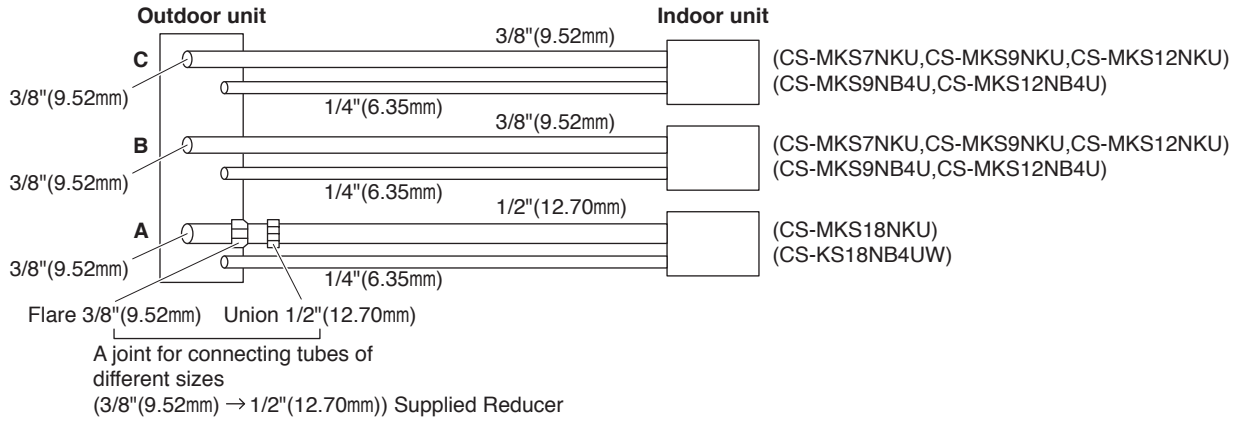 Outdoor unit
Indoor unit
C
3/8"(9.52mm)
3/8"(9.52mm)
1/4"(6.35mm)
(CS-MKS7NKU,CS-MKS9NKU,CS-MKS12NKU)
(CS-MKS9NB4U,CS-MKS12NB4U)
B
3/8"(9.52mm)
3/8"(9.52mm)
1/4"(6.35mm)
(CS-MKS7NKU,CS-MKS9NKU,CS-MKS12NKU)
(CS-MKS9NB4U,CS-MKS12NB4U)
A
3/8"(9.52mm)
1/2"(12.70mm)
1/4"(6.35mm)
(CS-MKS18NKU)
(CS-KS18NB4UW)
Flare 3/8"(9.52mm)
Union 1/2"(12.70mm)
A joint for connecting tubes of
different sizes
(3/8"(9.52mm) → 1/2"(12.70mm)) Supplied Reducer